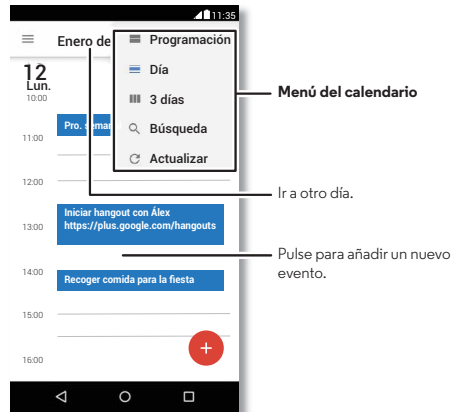 11:35
Enero de
Programación
Día
3 días
Búsqueda
Actualizar
12
Lun.
10:00
Pro. semana
11:00
12:00
Iniciar hangout con Álex
https://plus.google.com/hangouts
13:00
14:00
Recoger comida para la fiesta
15:00
16:00
Menú del calendario
Ir a otro día.
Pulse para añadir un nuevo
evento.